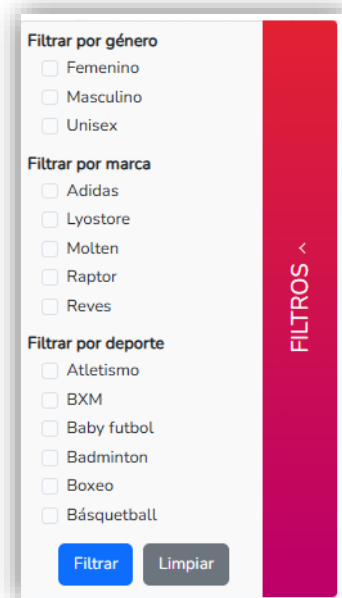 Filtrar por género
Femenino
Masculino
Unisex
Filtrar por marca
Adidas
Lyostore
Molten
Raptor
Reves
Filtrar por deporte
Atletismo
BXM
Baby futbol
Badminton
Boxeo
Básquetball
Filtrar
Limpiar
FILTROS